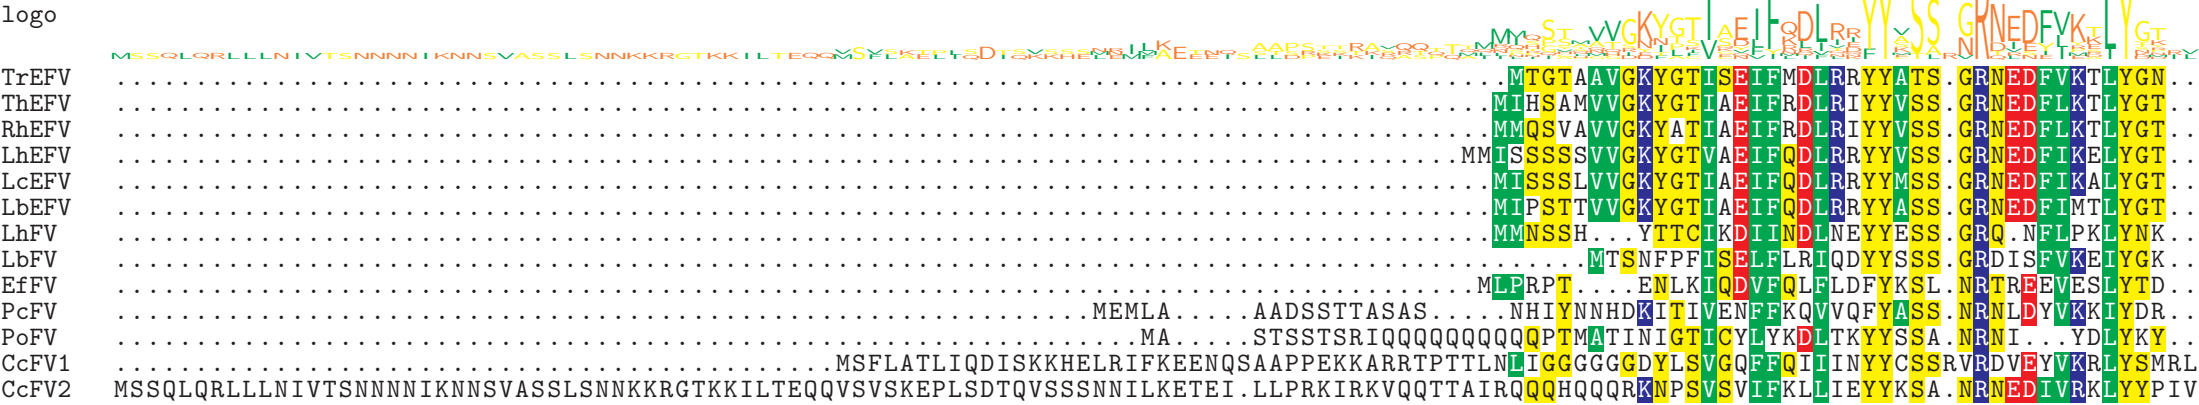 logo
TrEFV .......................................................................................MTGTAAVGKYGTISEIFMDLRRYYATS.GRNEDFVKTLYGN..
ThEFV ......................................................................................MIHSAMVVGKYGTIAEIFRDLRIYYVSS.GRNEDFLKTLYGT..
RhEFV ......................................................................................MMQSVAVVGKYATIAEIFRDLRIYYVSS.GRNEDFLKTLYGT..
LhEFV ....................................................................................MMISSSSSVVGKYGTVAEIFQDLRRYYVSS.GRNEDFIKELYGT..
LcEFV ......................................................................................MISSSLVVGKYGTIAEIFQDLRRYYMSS.GRNEDFIKALYGT..
LbEFV ......................................................................................MIPSTTVVGKYGTIAEIFQDLRRYYASS.GRNEDFIMTLYGT..
LhFV ......................................................................................MMNSSH...YTTCIKDIINDLNEYYESS.GRQ.NFLPKLYNK..
LbFV ............................................................................................MTSNFPFISELFLRIQDYYSSS.GRDISFVKEIYGK..
EfFV .....................................................................................MLPRPT....ENLKIQDVFQLFLDFYKSL.NRTREEVESLYTD..
PcFV .............................................................MEMLA.....AADSSTTASAS.....NHIYNNHDKITIVENFFKQVVQFYASS.NRNLDYVKKIYDR..
PoFV ................................................................MA.....STSSTSRIQQQQQQQQQQQPTMATINIGTICYLYKDLTKYYSSA.NRNI...YDLYKY..
CcFV1 .............................................MSFLATLIQDISKKHELRIFKEENQSAAPPEKKARRTPTTLNLIGGGGGGDYLSVGQFFQIIINYYCSSRVRDVEYVKRLYSMRL
CcFV2 MSSQLQRLLLNIVTSNNNNIKNNSVASSLSNNKKRGTKKILTEQQVSVSKEPLSDTQVSSSNNILKETEI.LLPRKIRKVQQTTAIRQQQHQQQRKNPSVSVIFKLLIEYYKSA.NRNEDIVRKLYYPIV